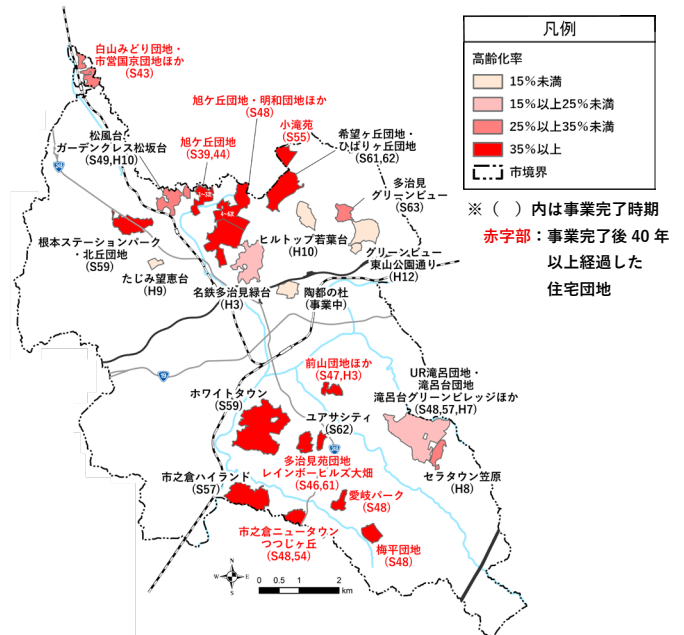 白山みどり団地・
市営国京団地ほか
(S43)
旭ケ丘団地・明和団地ほか
(S48)
小滝苑
(S55)
松風台・
ガーデンクレス松坂台
(S49,H10)
旭ケ丘団地
(S39,44)
希望ヶ丘団地・
ひばりヶ丘団地
(S61,62)
多治見
グリーンビュー
(S63)
根本ステーションパーク
・北丘団地
(S59)
たじみ望恵台
(H9)
ヒルトップ若葉台
(H10)
グリーンビュー
東山公園通り
(H12)
名鉄多治見緑台
(H3)
陶都の杜
(事業中)
前山団地ほか
(S47,H3)
UR滝呂団地・
滝呂台団地
滝呂台グリーンビレッジほか
(S48,57,H7)
ホワイトタウン
(S59)
ユアサシティ
(S62)
多治見苑団地
レインボーヒルズ大畑
(S46,61)
セラタウン笠原
(H8)
市之倉ハイランド
(S57)
愛岐パーク
(S48)
市之倉ニュータウン
つつじヶ丘
(S48,54)
梅平団地
(S48)
凡例
高齢化率
15%未満
15%以上25%未満
25%以上35%未満
35%以上
市境界
※( )内は事業完了時期
赤字部:事業完了後 40 年
以上経過した
住宅団地
N
W E
S
0 0.5 1 2
km
19